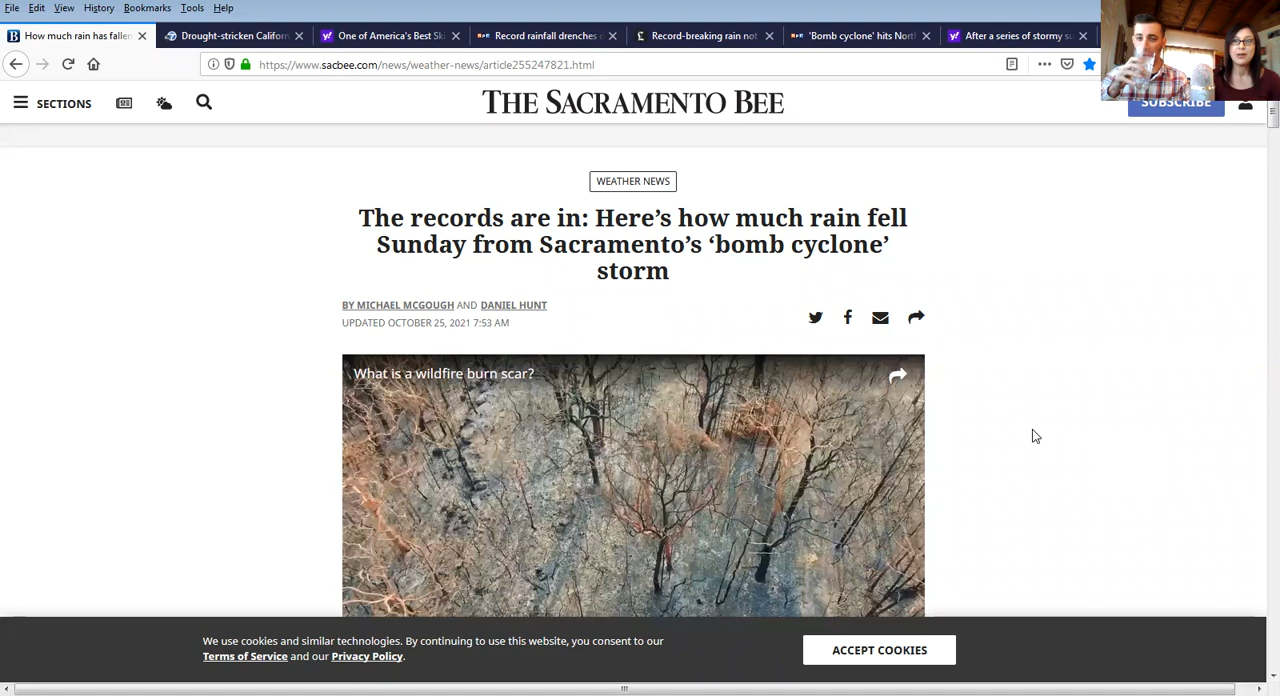 File Edit View History Bookmarks Tools Help
How much rain has fallen
Drought-stricken Californ
One of America's Best Ski
Record rainfall drenches
Record-breaking rain not
'Bomb cyclone' hits North
After a series of stormy su
https://www.sacbee.com/news/weather-news/article255247821.html
SECTIONS
THE SACRAMENTO BEE
SUBSCRIBE
WEATHER NEWS
The records are in: Here's how much rain fell
Sunday from Sacramento's 'bomb cyclone'
storm
BY MICHAEL MCGOUGH AND DANIEL HUNT
UPDATED OCTOBER 25, 2021 7:53 AM
What is a wildfire burn scar?
We use cookies and similar technologies. By continuing to use this website, you consent to our
Terms of Service and our Privacy Policy.
ACCEPT COOKIES